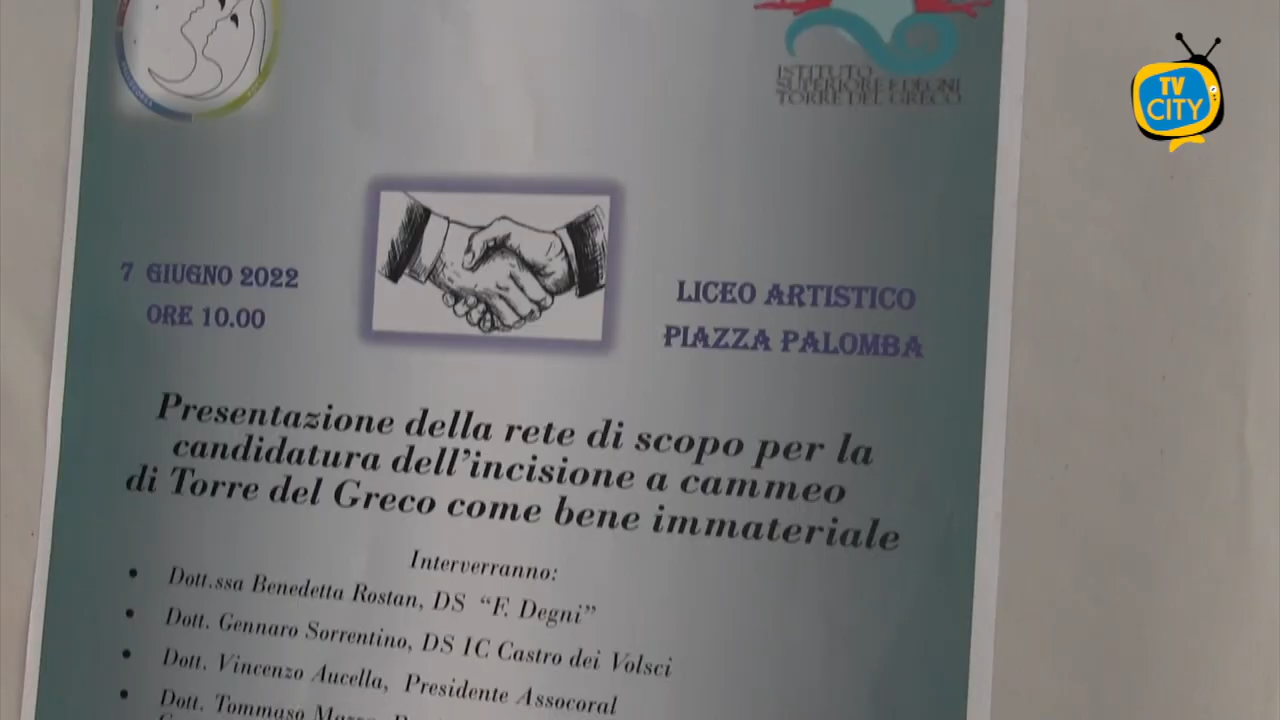 TV
CITY
ISTITUTO
SUPERIORE F. DEGNI
TORRE DEL GRECO
7 GIUGNO 2022
ORE 10.00
LICEO ARTISTICO
PIAZZA PALOMBA
Presentazione della rete di scopo per la
candidatura dell'incisione a cammeo
di Torre del Greco come bene immateriale
Interverranno:
• Dott.ssa Benedetta Rostan, DS “F. Degni”
• Dott. Gennaro Sorrentino, DS IC Castro dei Volsci
• Dott. Vincenzo Aucella, Presidente Assocoral
• Dott. Tommaso